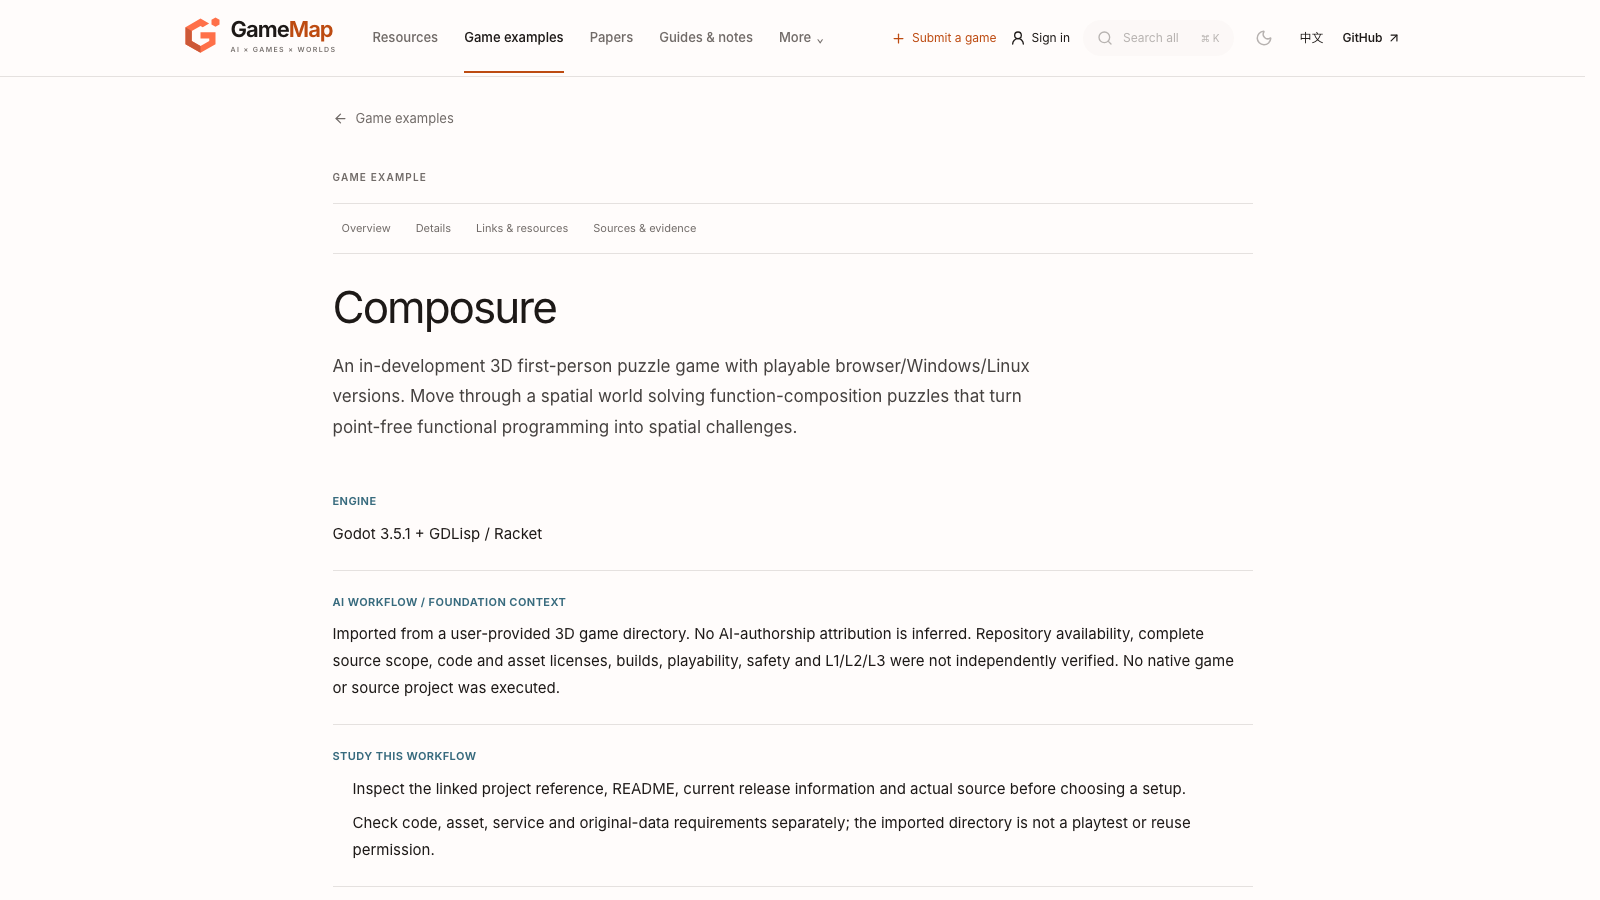 GameMap
AI × GAMES × WORLDS
Resources
Game examples
Papers
Guides & notes
More
Submit a game
Sign in
Search all
⌘ K
中文
GitHub
Game examples
GAME EXAMPLE
Overview
Details
Links & resources
Sources & evidence
Composure
An in-development 3D first-person puzzle game with playable browser/Windows/Linux
versions. Move through a spatial world solving function-composition puzzles that turn
point-free functional programming into spatial challenges.
ENGINE
Godot 3.5.1 + GDLisp / Racket
AI WORKFLOW / FOUNDATION CONTEXT
Imported from a user-provided 3D game directory. No AI-authorship attribution is inferred. Repository availability, complete
source scope, code and asset licenses, builds, playability, safety and L1/L2/L3 were not independently verified. No native game
or source project was executed.
STUDY THIS WORKFLOW
Inspect the linked project reference, README, current release information and actual source before choosing a setup.
Check code, asset, service and original-data requirements separately; the imported directory is not a playtest or reuse
permission.